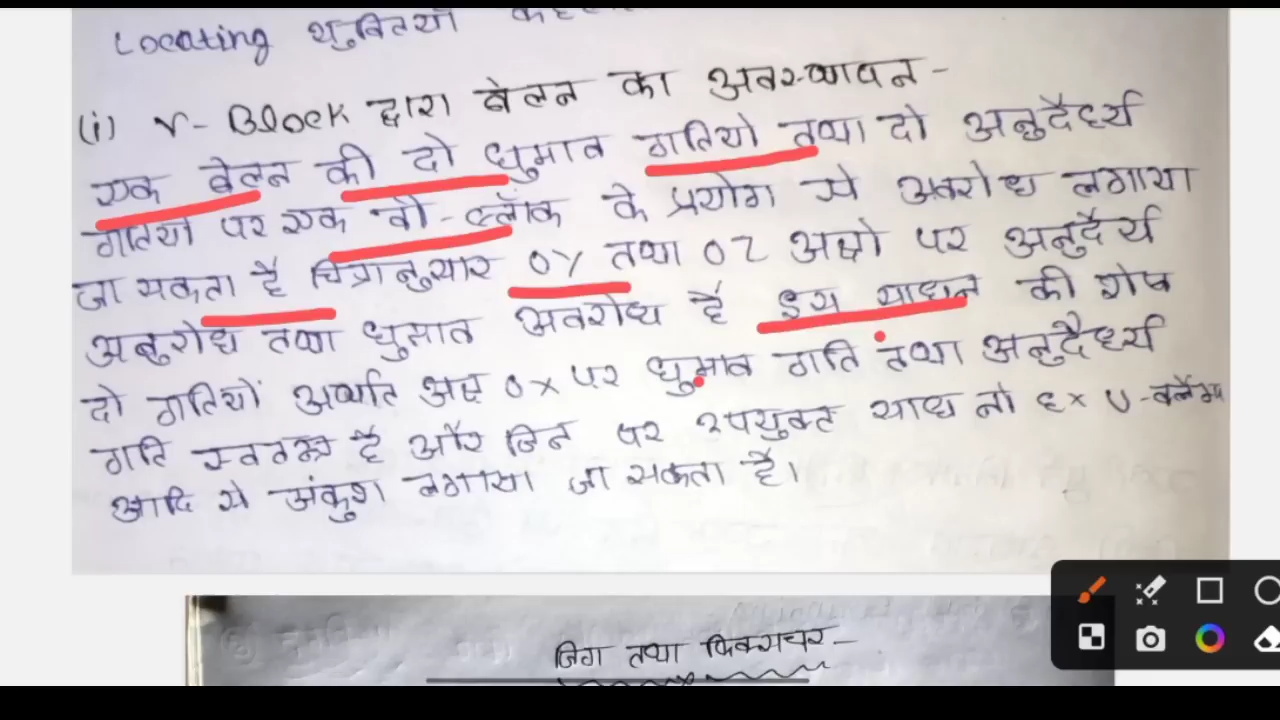 Locating युक्तियाँ
(i) V-Block द्वारा बेलन का अवस्थापन-
एक बेलन की दो घुमाव गतियो तथा दो अनुदैर्ध्य
गतियो पर एक वी-ब्लॉक के प्रयोग से अवरोध लगाया
जा सकता है चित्रानुसार OY तथा OZ अक्षो पर अनुदैर्य
अनुरोध तथा घुमाव अवरोध है इस साधन की शेष
दो गतियों अर्थात अक्ष OX पर घुमाव गति तथा अनुदैर्ध्य
गति स्वतन्त्र है और जिन पर उपयुक्त साधनो
आदि से अंकुश लगाया जा सकता है।
जिग तथा फिक्सचर-